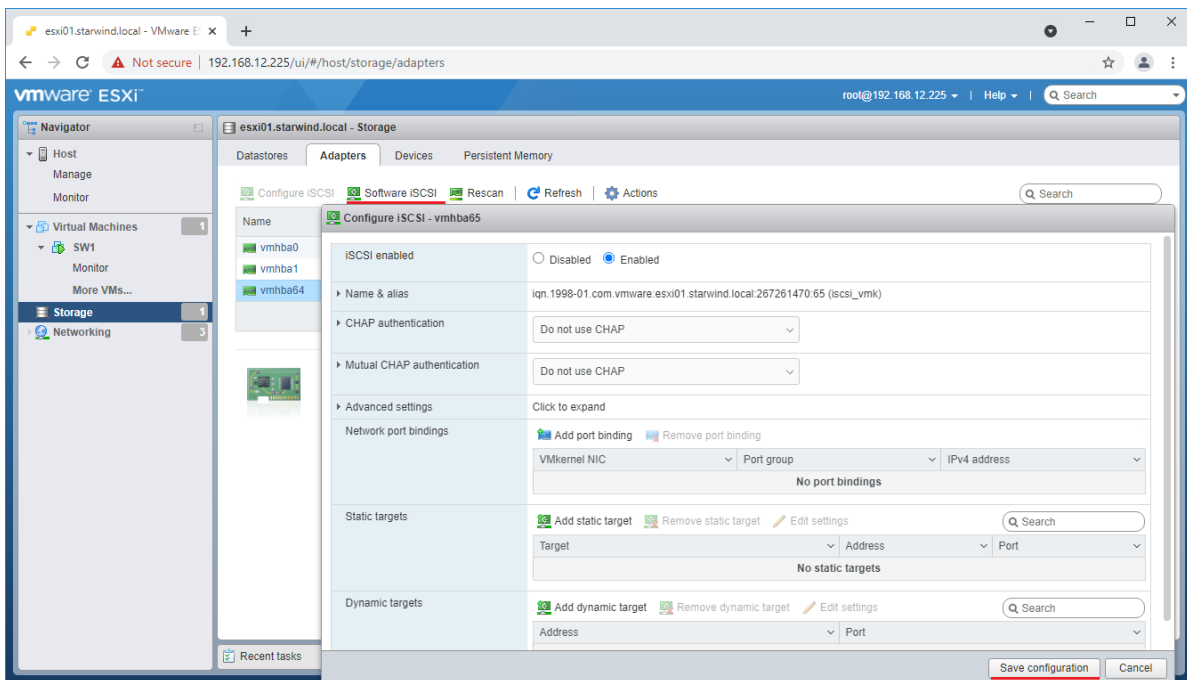 esxi01.starwind.local - VMware E
Not secure | 192.168.12.225/ui/#/host/storage/adapters
vmware ESXi™
root@192.168.12.225 | Help | Search
Navigator
Host
Manage
Monitor
Virtual Machines 1
SW1
Monitor
More VMs...
Storage 1
Networking 3
esxi01.starwind.local - Storage
Datastores Adapters Devices Persistent Memory
Configure iSCSI Software iSCSI Rescan | Refresh | Actions Search
Name
vmhba0
vmhba1
vmhba64
Configure iSCSI - vmhba65
iSCSI enabled Disabled Enabled
Name & alias iqn.1998-01.com.vmware:esxi01.starwind.local:267261470:65 (iscsi_vmk)
CHAP authentication Do not use CHAP
Mutual CHAP authentication Do not use CHAP
Advanced settings Click to expand
Network port bindings Add port binding Remove port binding
VMkernel NIC Port group IPv4 address
No port bindings
Static targets Add static target Remove static target Edit settings Search
Target Address Port
No static targets
Dynamic targets Add dynamic target Remove dynamic target Edit settings Search
Address Port
Recent tasks
Save configuration Cancel